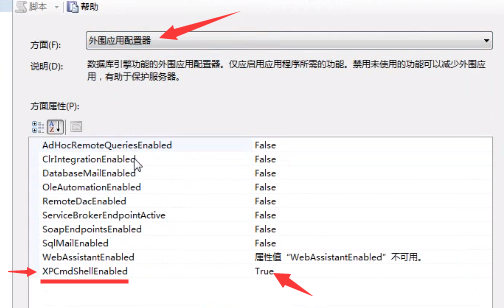 脚本 帮助
方面(F): 外围应用配置器
说明(D): 数据库引擎功能的外围应用配置器。仅应启用应用程序所需的功能。禁用未使用的功能可以减少外围应
用，有助于保护服务器。
方面属性(P):
AdHocRemoteQueriesEnabled False
ClrIntegrationEnabled False
DatabaseMailEnabled False
OleAutomationEnabled False
RemoteDacEnabled False
ServiceBrokerEndpointActive False
SoapEndpointsEnabled False
SqlMailEnabled False
WebAssistantEnabled 属性值“WebAssistantEnabled”不可用。
XPCmdShellEnabled True